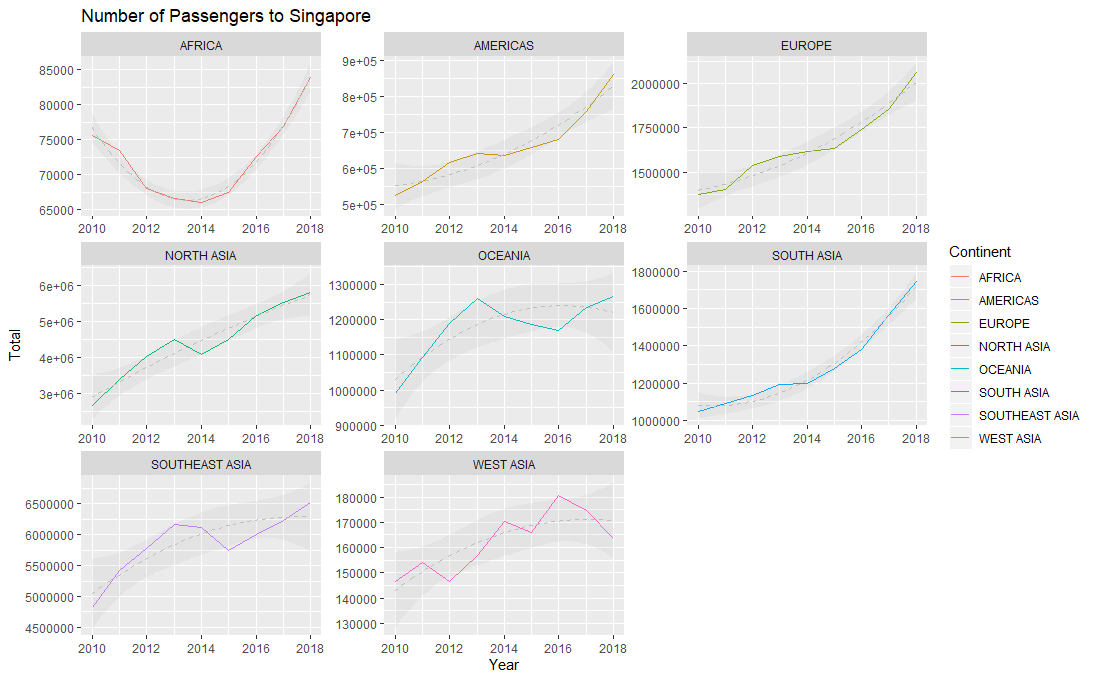 Number of Passengers to Singapore
AFRICA
AMERICAS
EUROPE
85000
80000
75000
70000
65000
9e+05
8e+05
7e+05
6e+05
5e+05
2000000
1750000
1500000
2010 2012 2014 2016 2018
2010 2012 2014 2016 2018
2010 2012 2014 2016 2018
NORTH ASIA
OCEANIA
SOUTH ASIA
6e+06
5e+06
4e+06
3e+06
1300000
1200000
1100000
1000000
900000
1800000
1600000
1400000
1200000
1000000
2010 2012 2014 2016 2018
2010 2012 2014 2016 2018
2010 2012 2014 2016 2018
SOUTHEAST ASIA
WEST ASIA
6500000
6000000
5500000
5000000
4500000
180000
170000
160000
150000
140000
130000
2010 2012 2014 2016 2018
2010 2012 2014 2016 2018
Total
Year
Continent
AFRICA
AMERICAS
EUROPE
NORTH ASIA
OCEANIA
SOUTH ASIA
SOUTHEAST ASIA
WEST ASIA